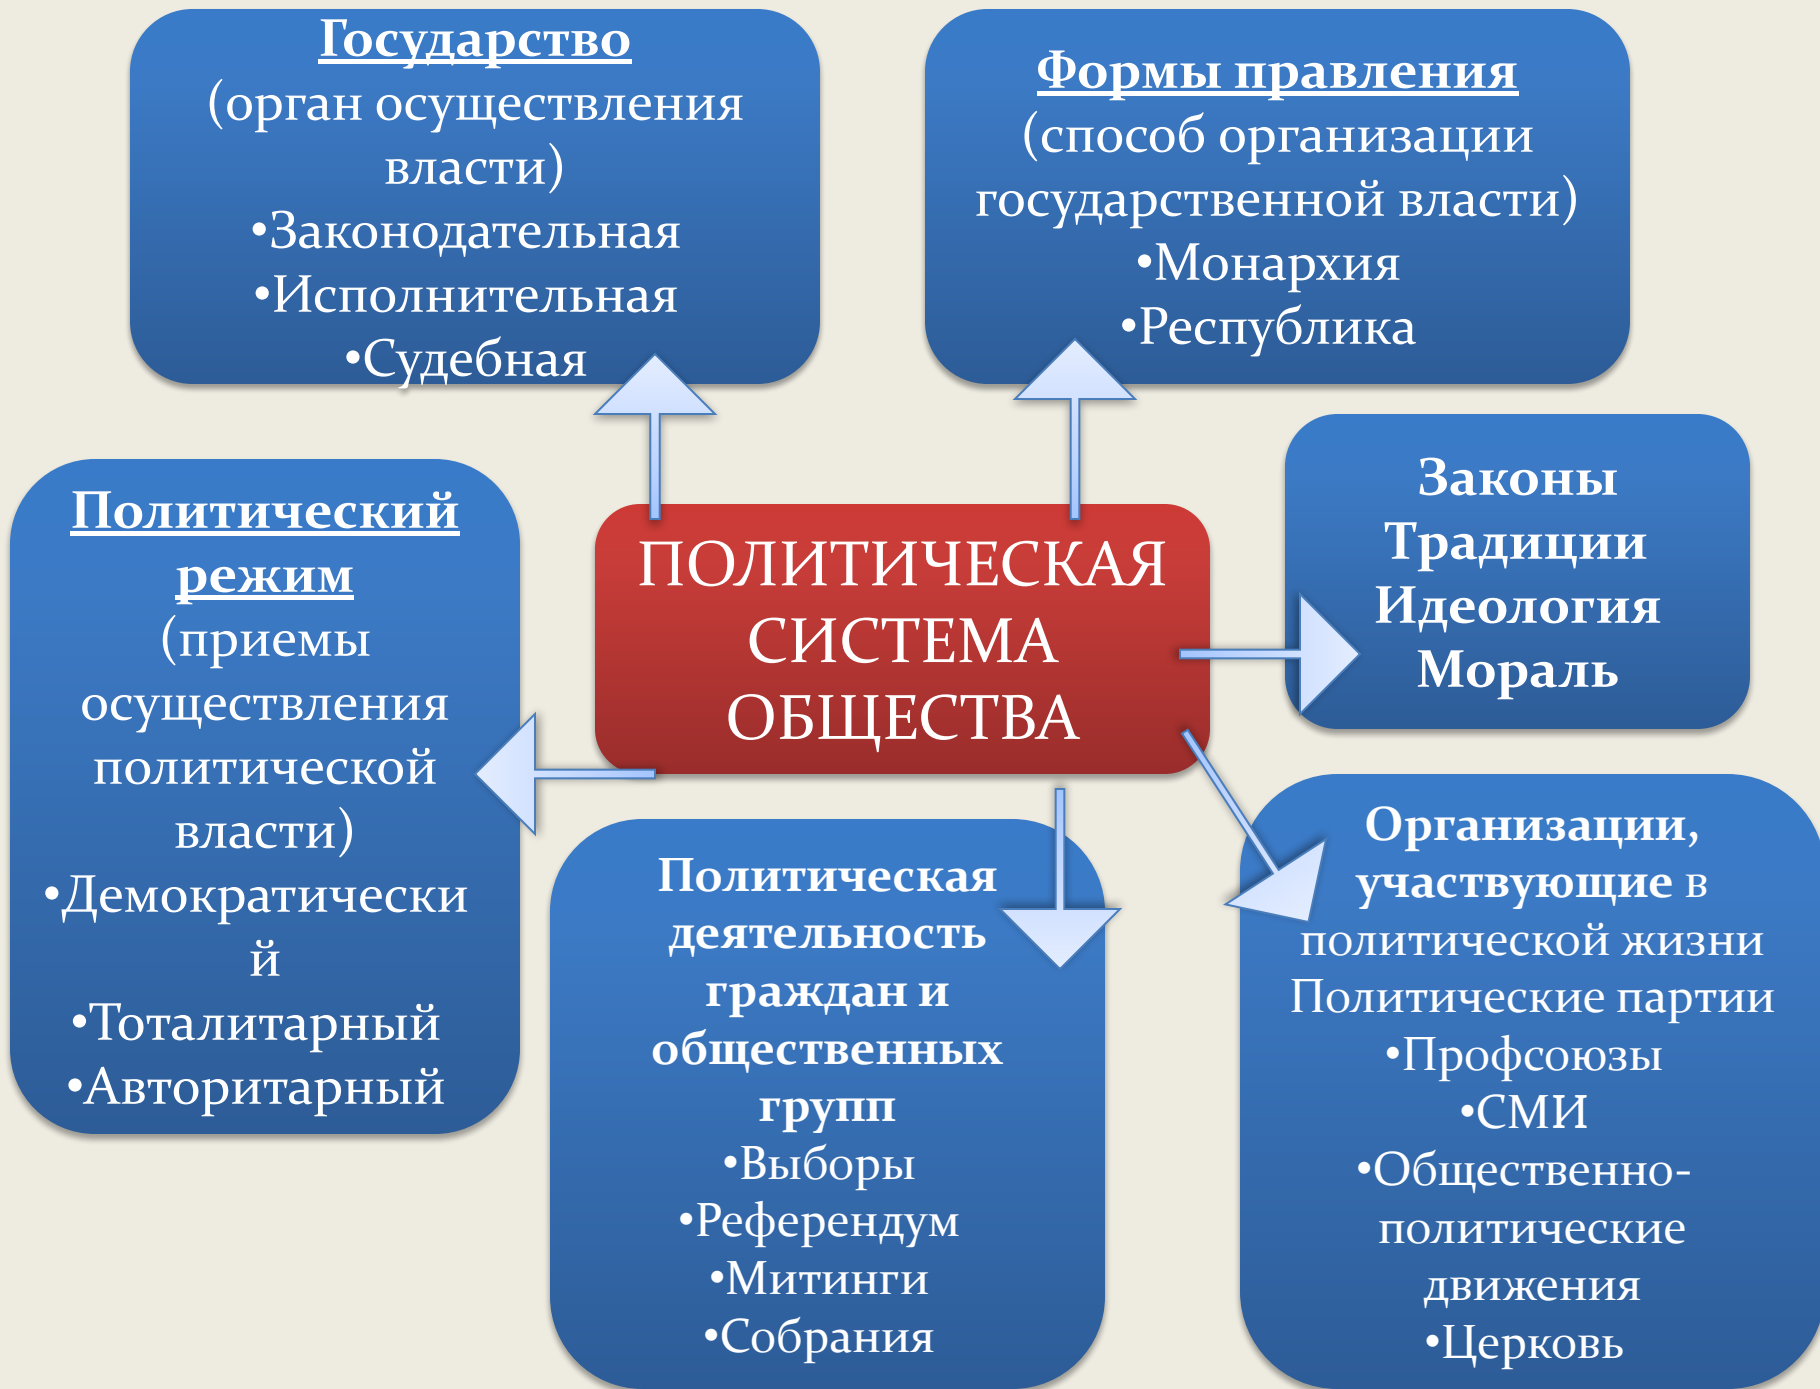 Государство
(орган осуществления
власти)
•Законодательная
•Исполнительная
•Судебная
Формы правления
(способ организации
государственной власти)
•Монархия
•Республика
Политический
режим
(приемы
осуществления
политической
власти)
•Демократически
й
•Тоталитарный
•Авторитарный
ПОЛИТИЧЕСКАЯ
СИСТЕМА
ОБЩЕСТВА
Законы
Традиции
Идеология
Мораль
Политическая
деятельность
граждан и
общественных
групп
•Выборы
•Референдум
•Митинги
•Собрания
Организации,
участвующие в
политической жизни
Политические партии
•Профсоюзы
•СМИ
•Общественно-
политические
движения
•Церковь